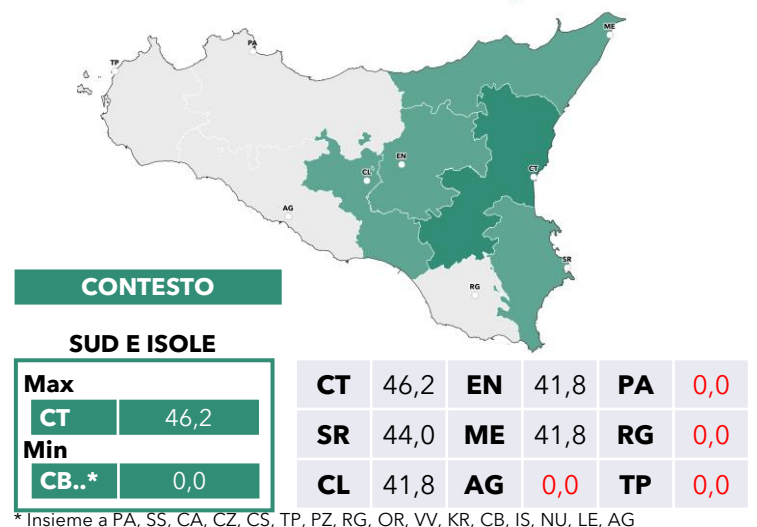 ME
PA
TP
EN
CL
CT
AG
SR
RG
CONTESTO
SUD E ISOLE
Max
CT 46,2
Min
CB..* 0,0
CT 46,2 EN 41,8 PA 0,0
SR 44,0 ME 41,8 RG 0,0
CL 41,8 AG 0,0 TP 0,0
* Insieme a PA, SS, CA, CZ, CS, TP, PZ, RG, OR, VV, KR, CB, IS, NU, LE, AG